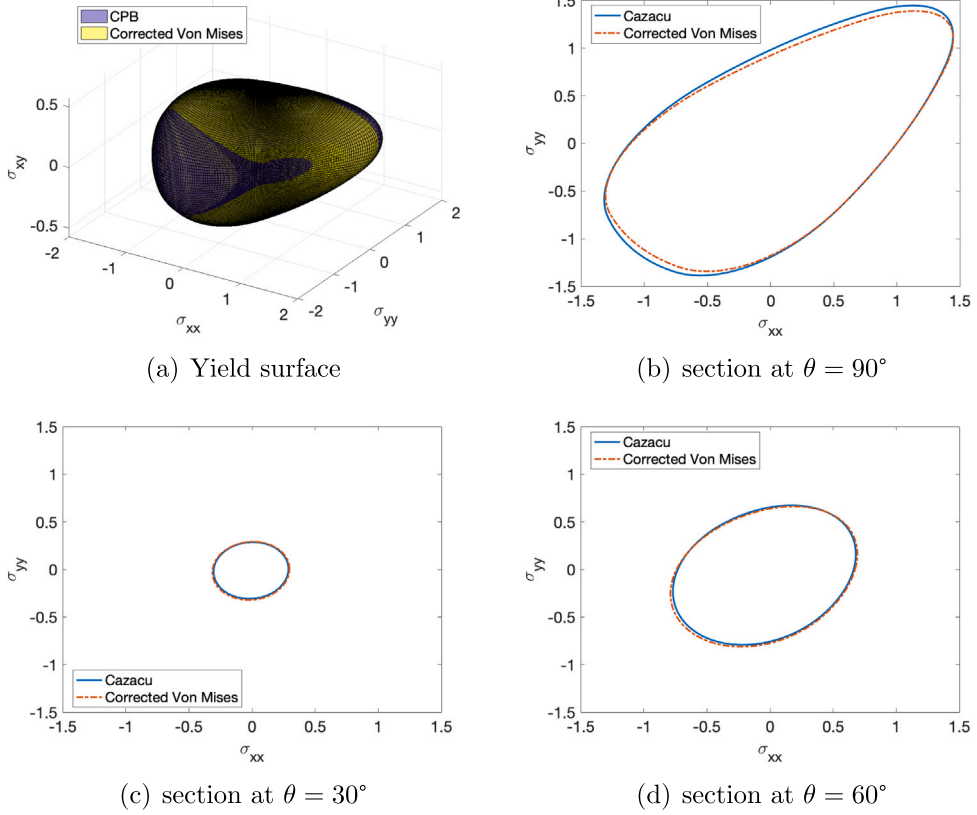 CPB
Corrected Von Mises
0.5
0
-0.5
σxy
-2
-1
0
1
2
σxx
-2
-1
0
1
2
σyy
(a) Yield surface
Cazacu
Corrected Von Mises
1.5
1
0.5
0
-0.5
-1
-1.5
σyy
-1.5 -1 -0.5 0 0.5 1 1.5
σxx
(b) section at θ = 90°
1.5
1
0.5
0
-0.5
-1
-1.5
σyy
Cazacu
Corrected Von Mises
-1.5 -1 -0.5 0 0.5 1 1.5
σxx
(c) section at θ = 30°
Cazacu
Corrected Von Mises
1.5
1
0.5
0
-0.5
-1
-1.5
σyy
-1.5 -1 -0.5 0 0.5 1 1.5
σxx
(d) section at θ = 60°